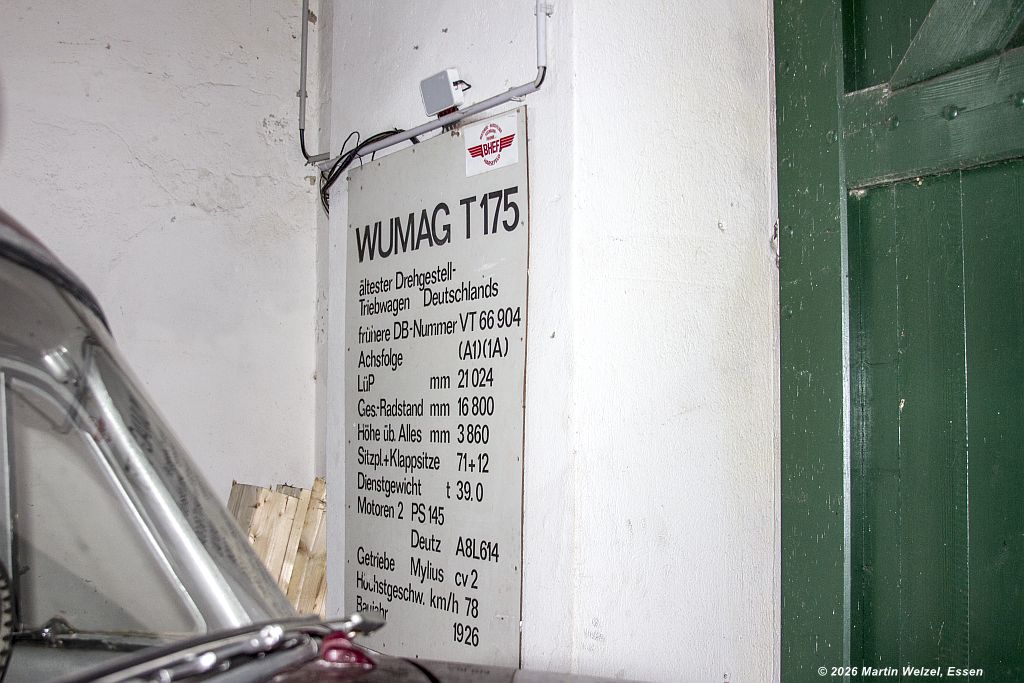 BHEF
WUMAG T 175
ältester Drehgestell-
Triebwagen Deutschlands
frühere DB-Nummer VT 66 904
Achsfolge (A1)(1A)
LüP mm 21 024
Ges.-Radstand mm 16 800
Höhe üb. Alles mm 3 860
Sitzpl.+Klappsitze 71+12
Dienstgewicht t 39.0
Motoren 2 PS 145
Deutz A8L614
Getriebe Mylius cv 2
Höchstgeschw. km/h 78
Baujahr 1926
© 2026 Martin Welzel, Essen